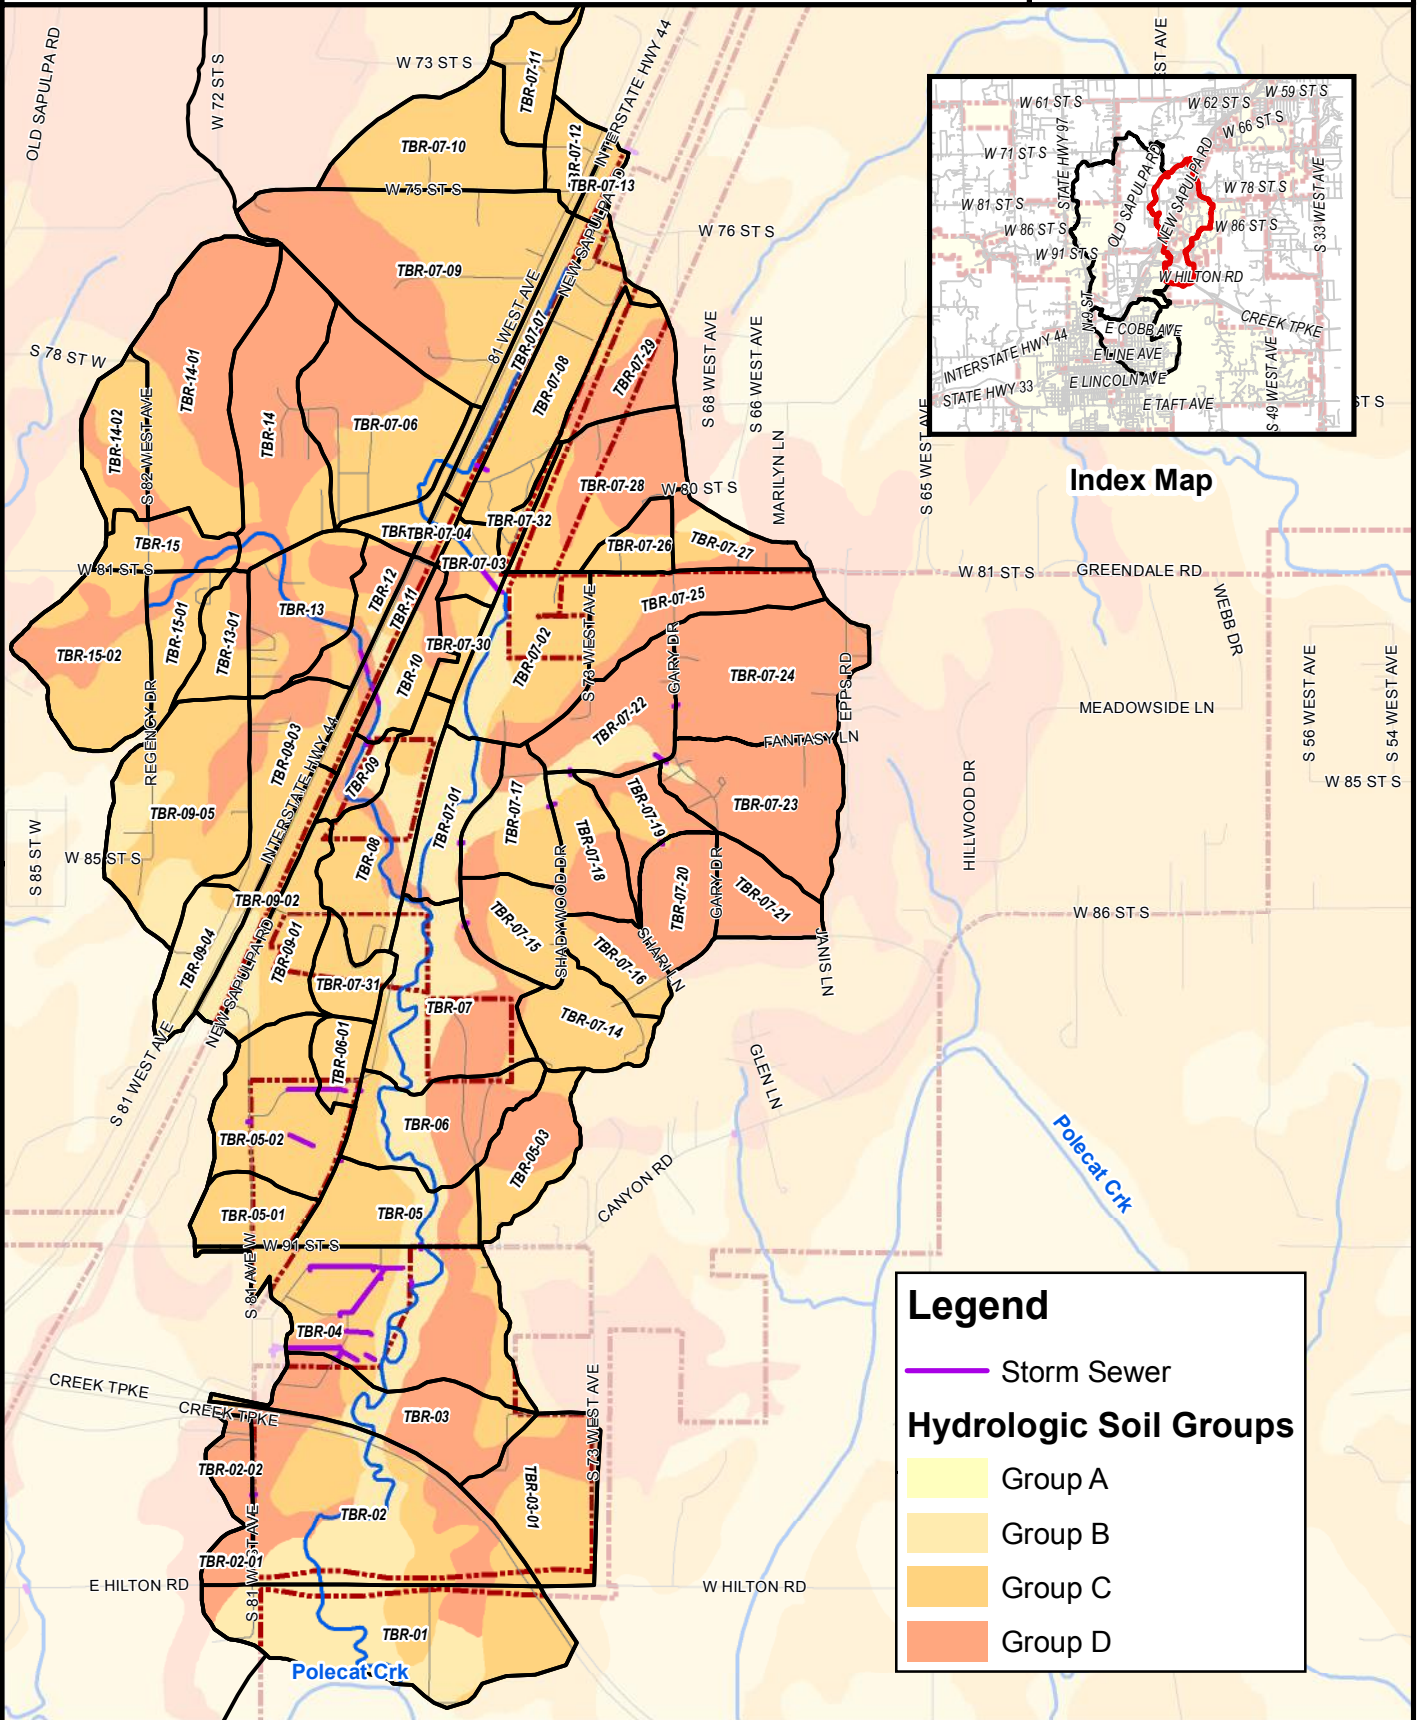 OLD SAPULPA RD
W 72 ST S
W 73 ST S
TBR-07-11
INTERSTATE HWY 44
TBR-07-10
TBR-07-13
W 75 ST S
W 76 ST S
TBR-07-09
NEW SAPULPA RD
81 WEST AVE
TBR-07-07
TBR-07-08
TBR-07-29
S 68 WEST AVE
S 66 WEST AVE
S 78 ST W
TBR-14-01
TBR-14-02
S 82 WEST AVE
TBR-14
TBR-07-06
MARILYN LN
S 65 WEST AVE
TBR-07-28
W 80 ST S
TBR-07-32
TBR-07-04
TBR-07-26
TBR-07-27
TBR-15
TBR-07-03
W 81 ST S
W 81 ST S
GREENDALE RD
WEBB DR
TBR-12
TBR-11
TBR-13
TBR-07-25
TBR-15-01
TBR-13-01
TBR-15-02
TBR-10
TBR-07-30
TBR-07-02
S 73 WEST AVE
GARY DR
TBR-07-24
EPPS RD
S 56 WEST AVE
S 54 WEST AVE
MEADOWSIDE LN
TBR-07-22
FANTASY LN
REGENCY DR
TBR-09-03
INTERSTATE HWY 44
TBR-09
W 85 ST S
TBR-09-05
TBR-07-01
TBR-07-17
TBR-07-19
TBR-07-23
HILLWOOD DR
S 85 ST W
W 85 ST S
TBR-08
TBR-07-18
SHADYWOOD DR
TBR-07-20
GARY DR
TBR-07-21
TBR-09-02
W 86 ST S
TBR-07-15
SHARI LN
TBR-07-16
JANIS LN
TBR-09-04
NEW SAPULPA RD
TBR-09-01
TBR-07-31
TBR-07
TBR-07-14
S 81 WEST AVE
TBR-06-01
GLEN LN
TBR-05-02
TBR-06
TBR-05-03
CANYON RD
Polecat Crk
TBR-05-01
TBR-05
W 91 ST S
S 81 AVE W
TBR-04
CREEK TPKE
CREEK TPKE
TBR-03
S 73 WEST AVE
TBR-02-02
TBR-03-01
TBR-02
S 81 WEST AVE
TBR-02-01
E HILTON RD
W HILTON RD
TBR-01
Polecat Crk
W 61 ST S
W 62 ST S
W 59 ST S
W 66 ST S
STATE HWY 97
W 71 ST S
OLD SAPULPA RD
NEW SAPULPA RD
W 78 ST S
S 33 WEST AVE
W 81 ST S
W 86 ST S
W 86 ST S
W 91 ST S
W HILTON RD
N 9 ST
CREEK TPKE
E COBB AVE
INTERSTATE HWY 44
E LINE AVE
S 49 WEST AVE
E LINCOLN AVE
STATE HWY 33
E TAFT AVE
Index Map
Legend
Storm Sewer
Hydrologic Soil Groups
Group A
Group B
Group C
Group D